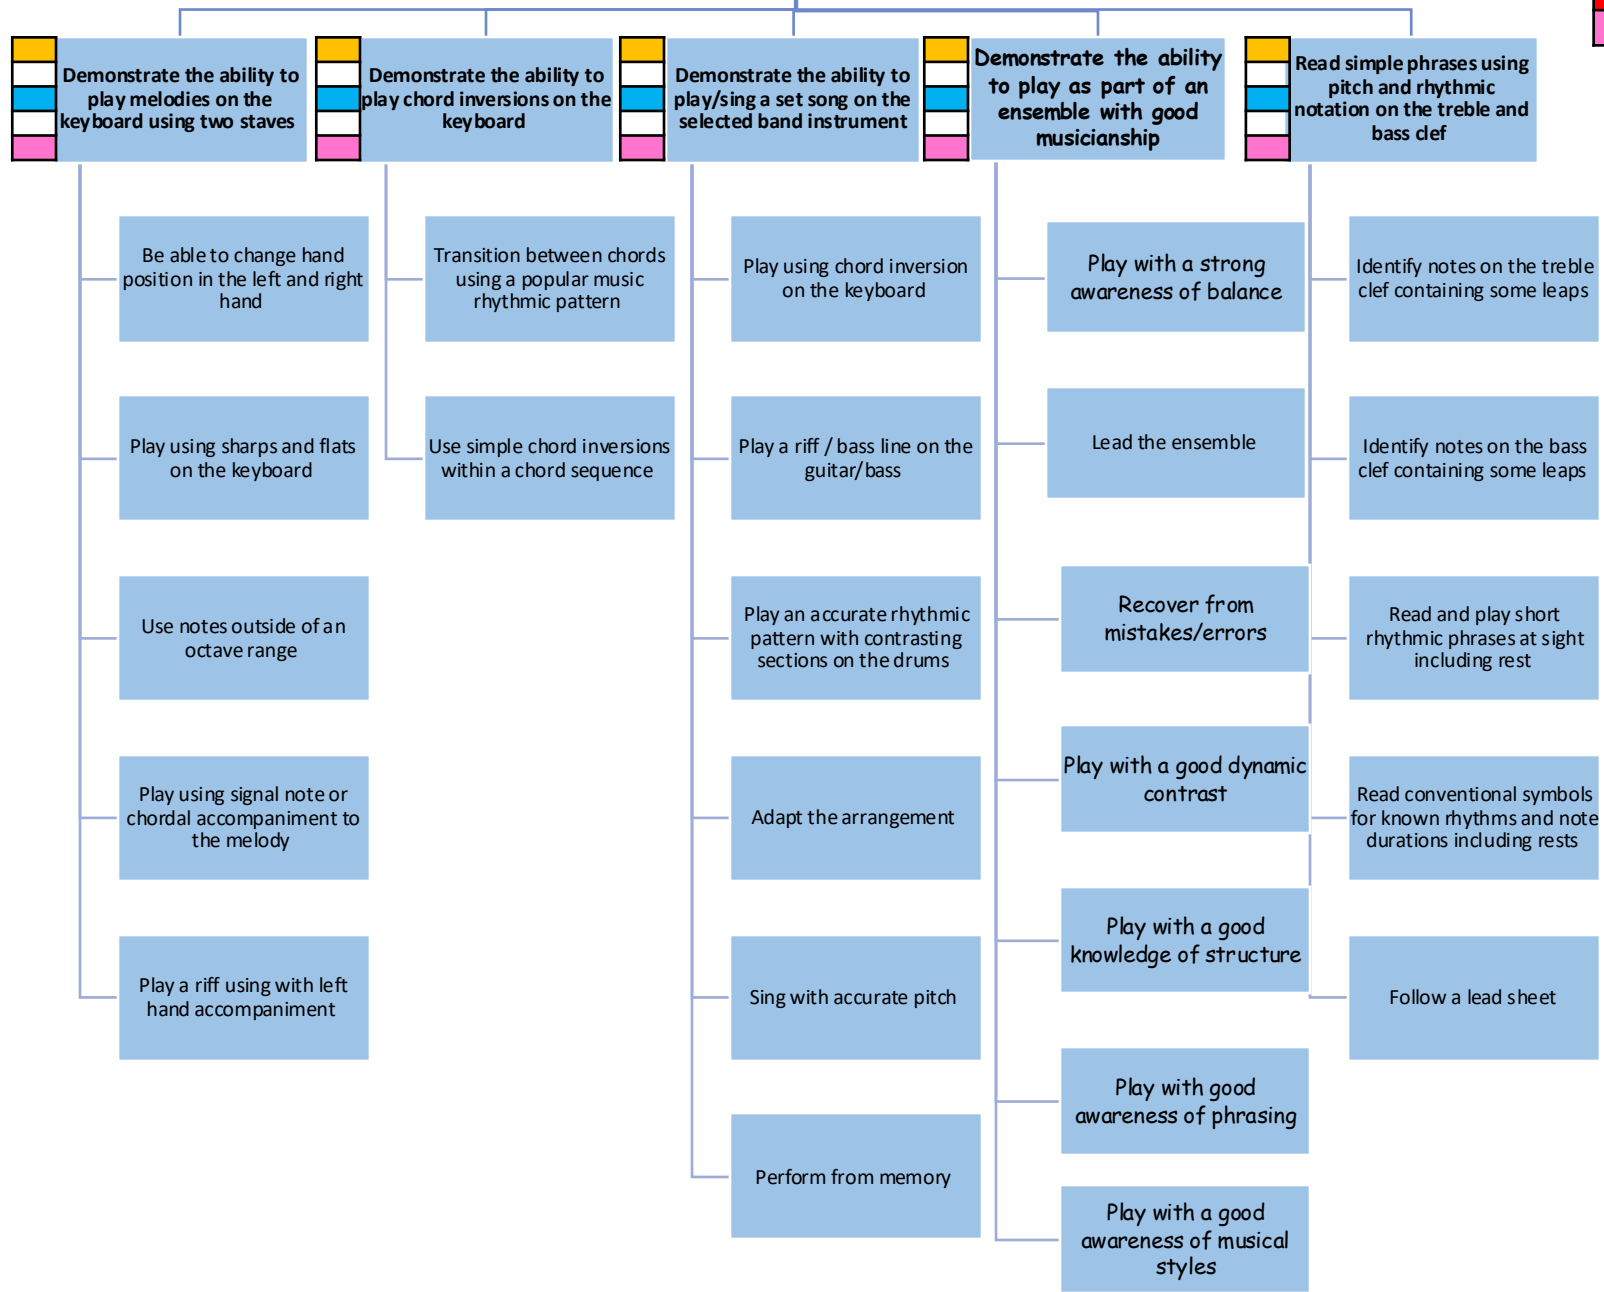 Demonstrate the ability to
play melodies on the
keyboard using two staves
Be able to change hand
position in the left and right
hand
Play using sharps and flats
on the keyboard
Use notes outside of an
octave range
Play using signal note or
chordal accompaniment to
the melody
Play a riff using with left
hand accompaniment
Demonstrate the ability to
play chord inversions on the
keyboard
Transition between chords
using a popular music
rhythmic pattern
Use simple chord inversions
within a chord sequence
Demonstrate the ability to
play/sing a set song on the
selected band instrument
Play using chord inversion
on the keyboard
Play a riff / bass line on the
guitar/bass
Play an accurate rhythmic
pattern with contrasting
sections on the drums
Adapt the arrangement
Sing with accurate pitch
Perform from memory
Demonstrate the ability
to play as part of an
ensemble with good
musicianship
Play with a strong
awareness of balance
Lead the ensemble
Recover from
mistakes/errors
Play with a good dynamic
contrast
Play with a good
knowledge of structure
Play with good
awareness of phrasing
Play with a good
awareness of musical
styles
Read simple phrases using
pitch and rhythmic
notation on the treble and
bass clef
Identify notes on the treble
clef containing some leaps
Identify notes on the bass
clef containing some leaps
Read and play short
rhythmic phrases at sight
including rest
Read conventional symbols
for known rhythms and note
durations including rests
Follow a lead sheet